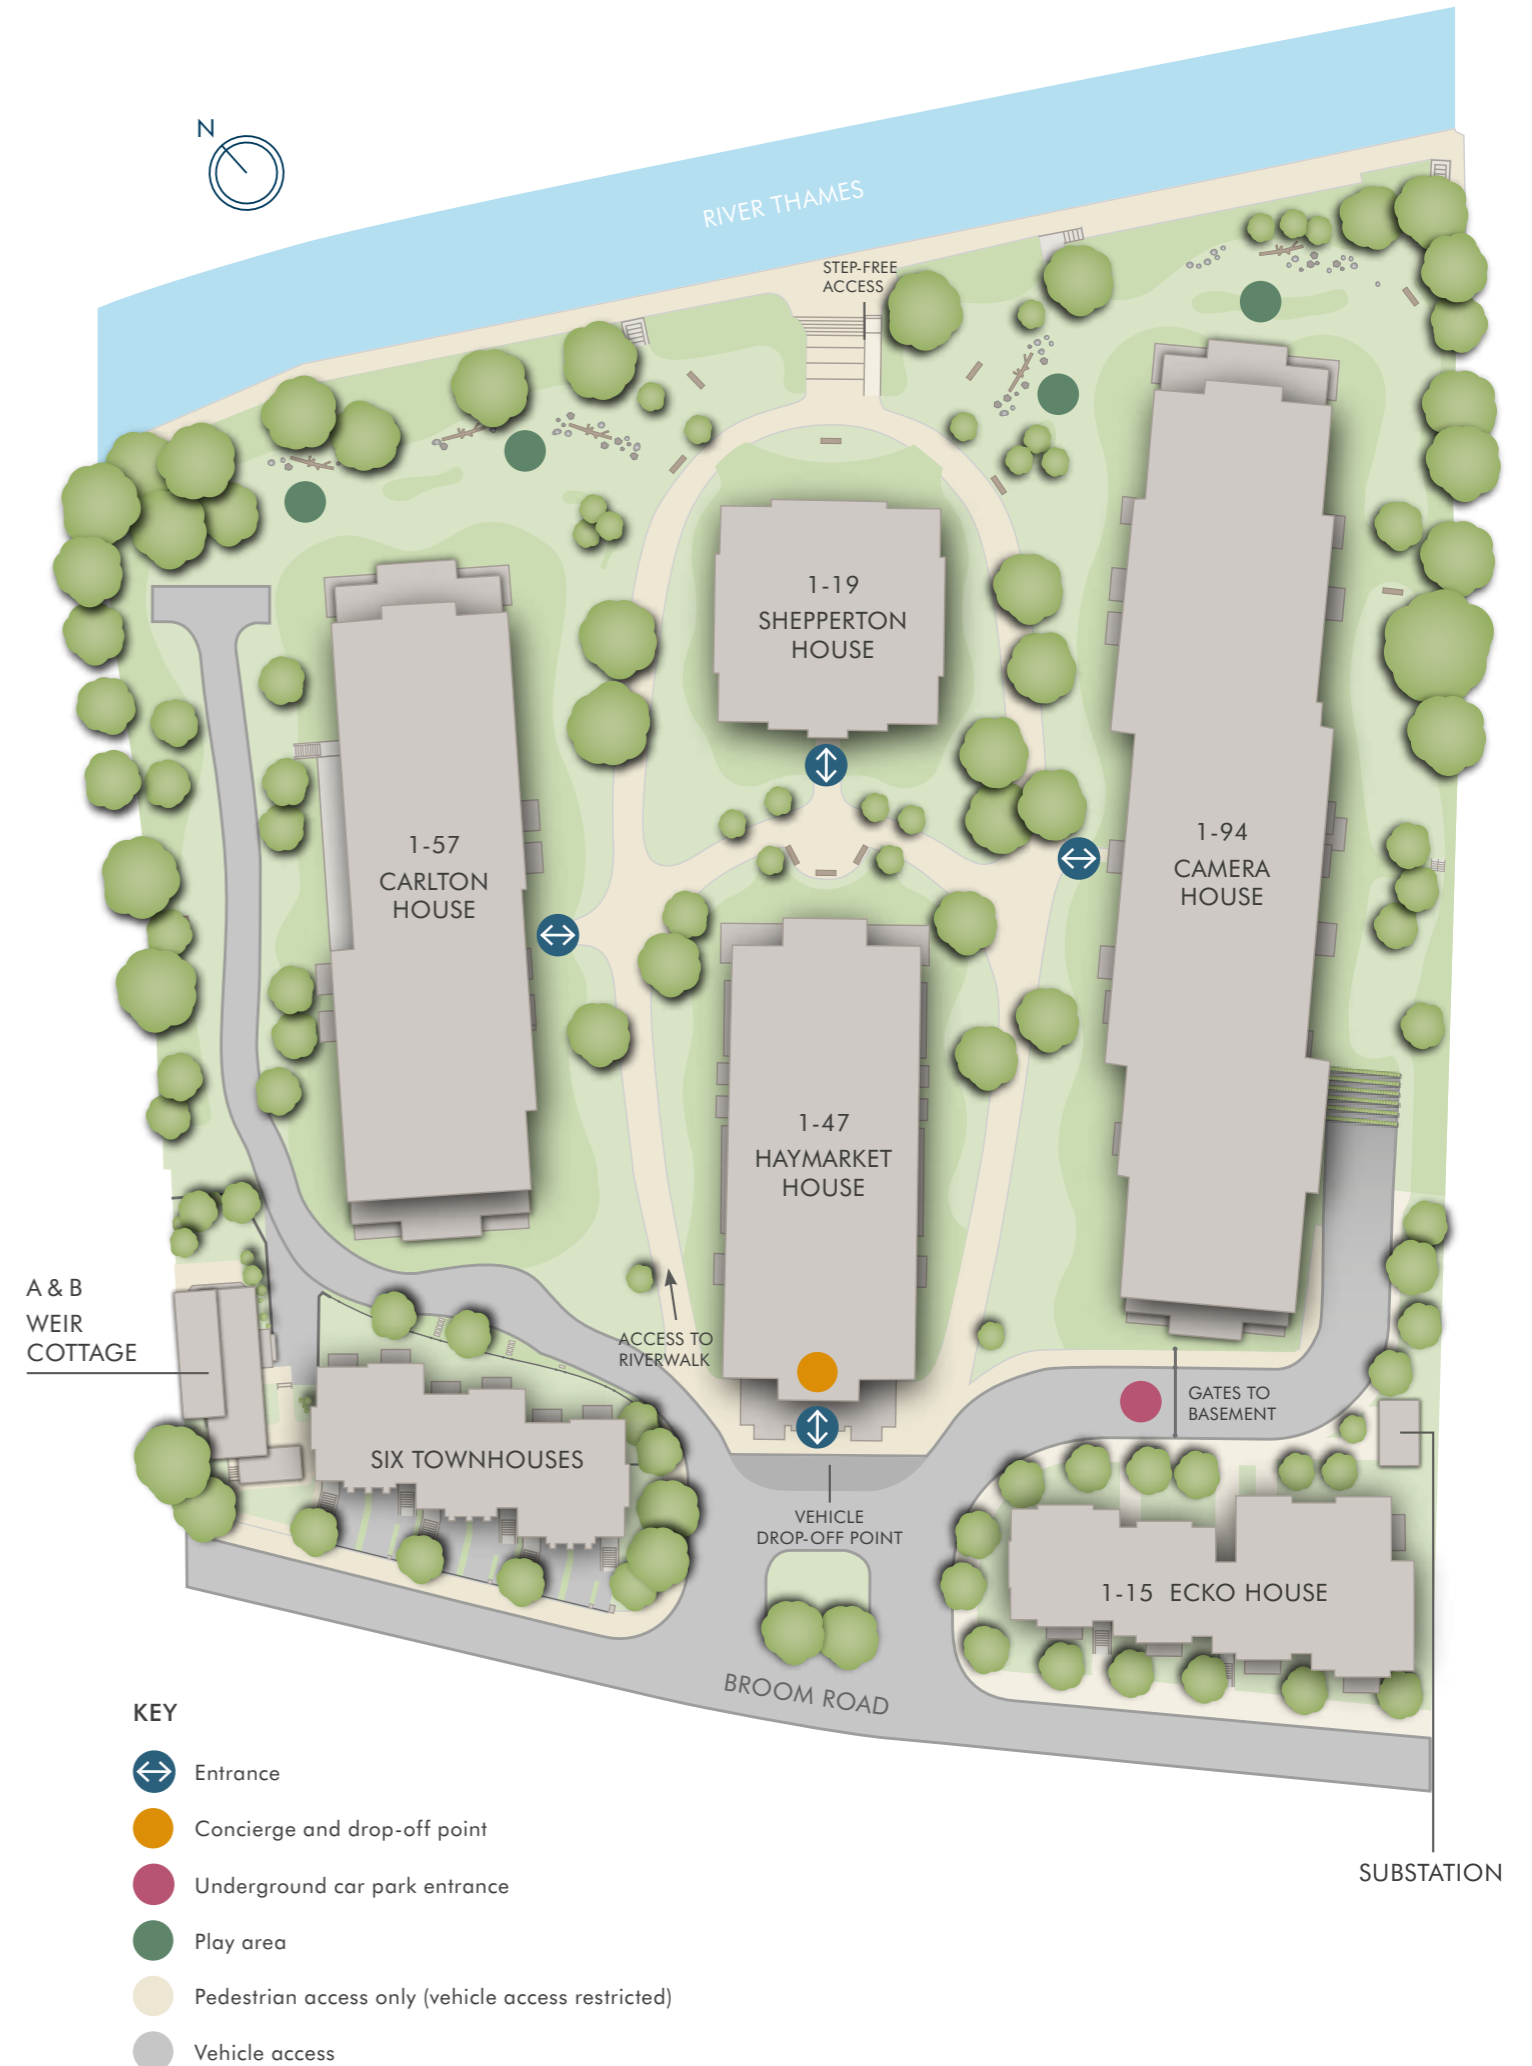 N
RIVER THAMES
STEP-FREE
ACCESS
1-19
SHEPPERTON
HOUSE
1-57
CARLTON
HOUSE
1-94
CAMERA
HOUSE
1-47
HAYMARKET
HOUSE
A & B
WEIR
COTTAGE
ACCESS TO
RIVERWALK
GATES TO
BASEMENT
SIX TOWNHOUSES
VEHICLE
DROP-OFF POINT
1-15 ECKO HOUSE
BROOM ROAD
SUBSTATION
KEY
Entrance
Concierge and drop-off point
Underground car park entrance
Play area
Pedestrian access only (vehicle access restricted)
Vehicle access